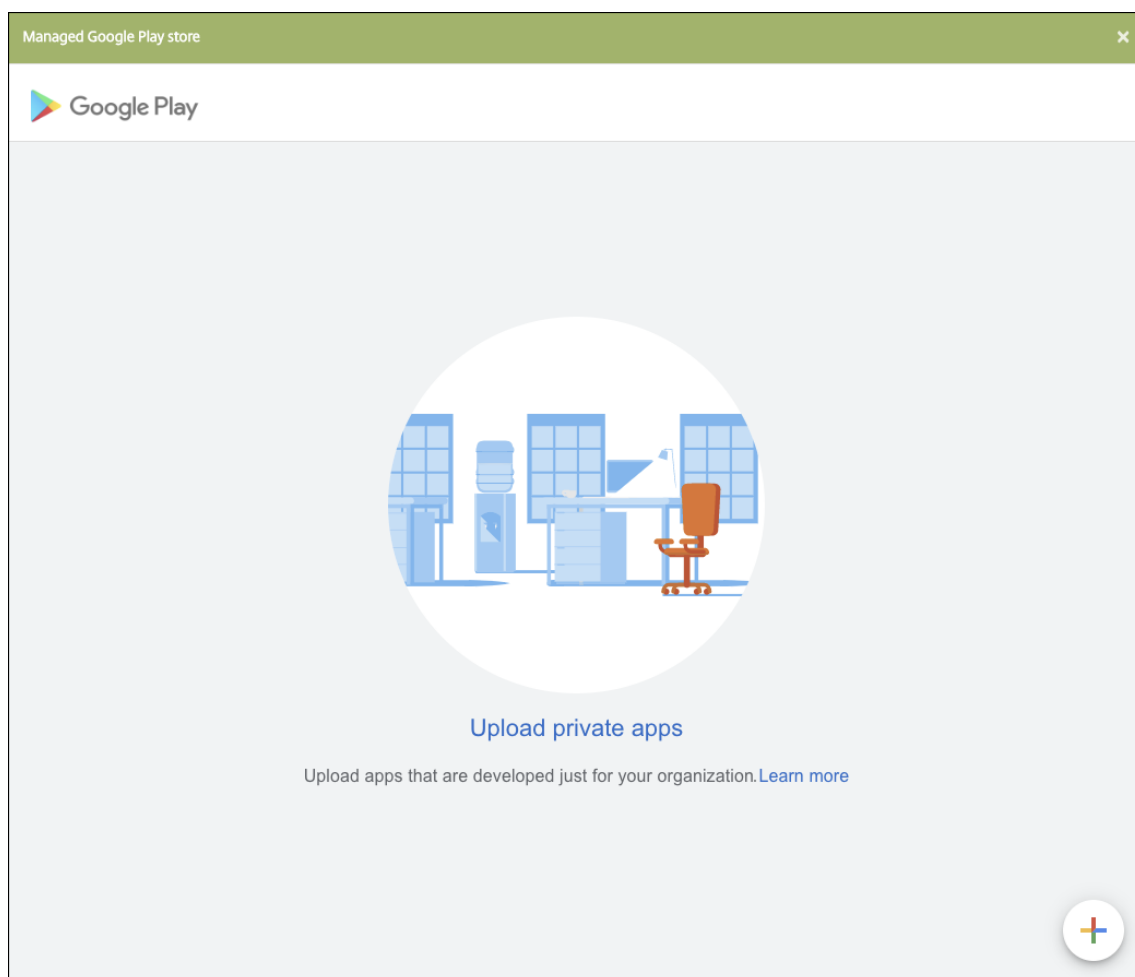 Managed Google Play store
Google Play
Upload private apps
Upload apps that are developed just for your organization.Learn more